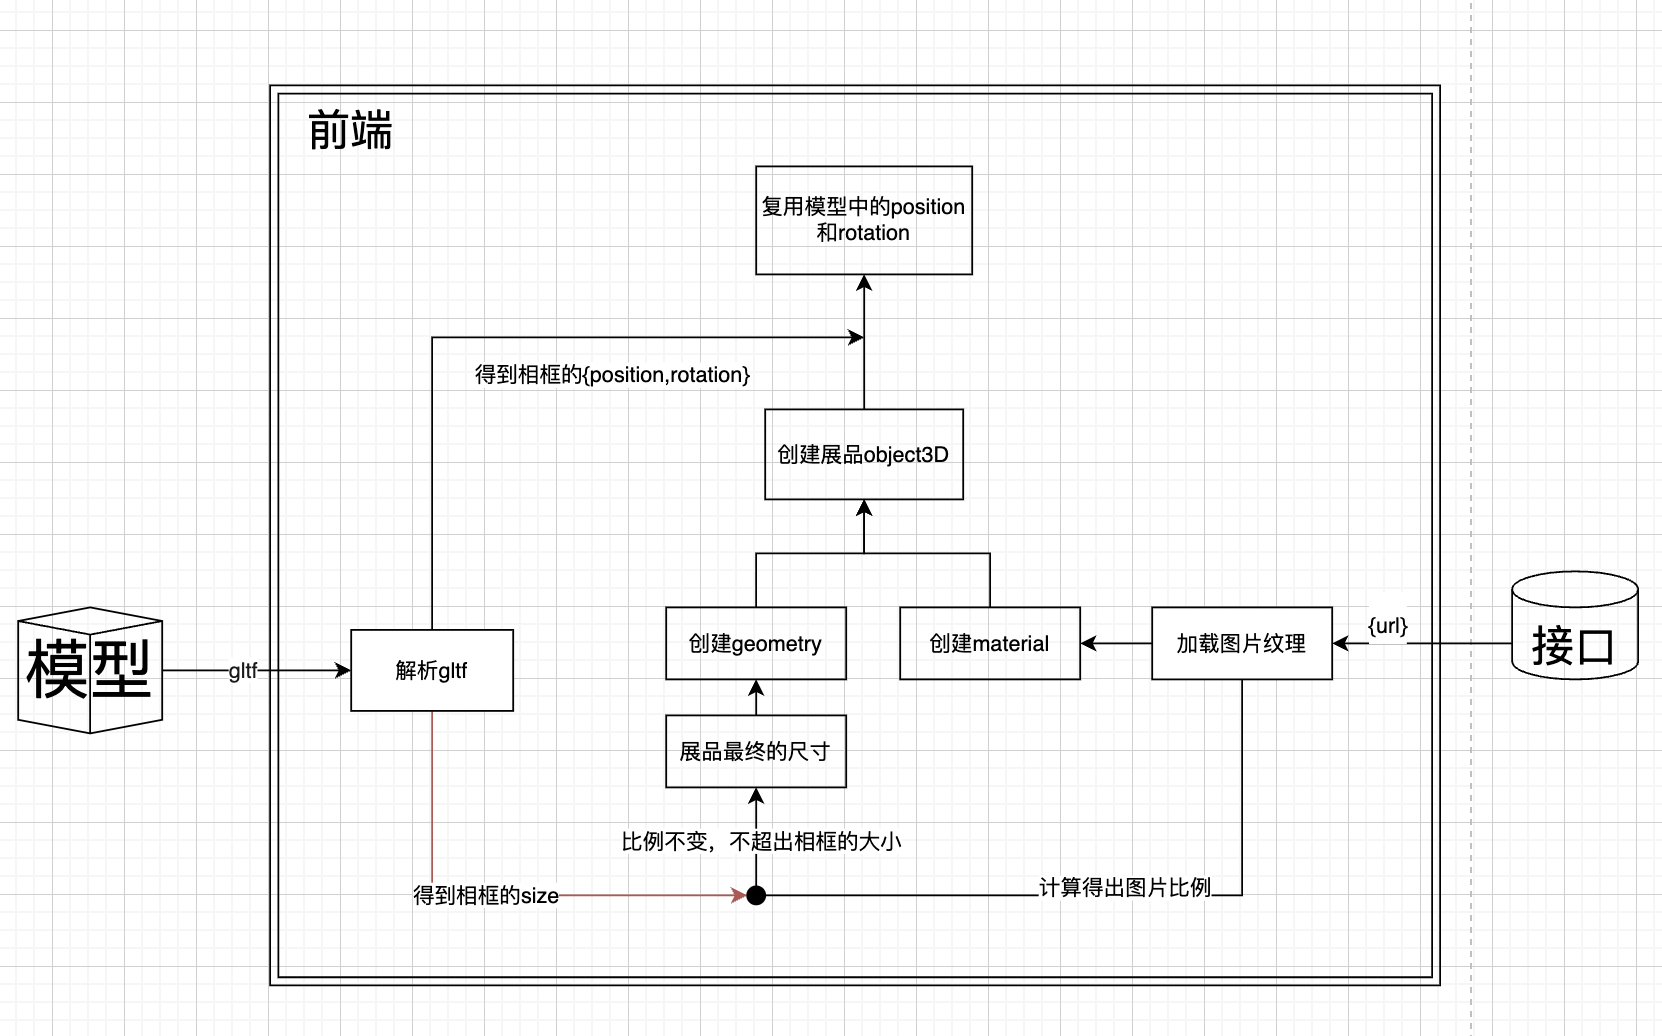 前端
复用模型中的position
和rotation
得到相框的{position,rotation}
创建展品object3D
模型
gltf
解析gltf
创建geometry
创建material
加载图片纹理
{url}
接口
展品最终的尺寸
比例不变，不超出相框的大小
得到相框的size
计算得出图片比例